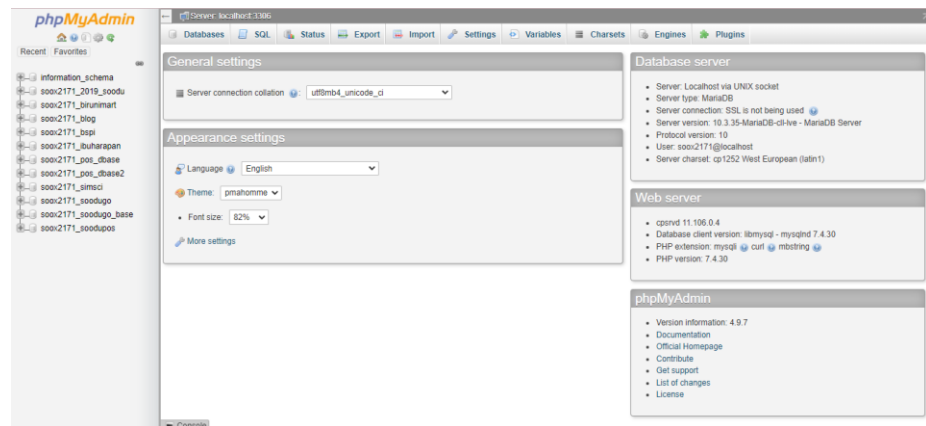 phpMyAdmin
Recent Favorites
information_schema
soox2171_2019_soodu
soox2171_birunimart
soox2171_blog
soox2171_bspi
soox2171_ibuharapan
soox2171_pos_dbase
soox2171_pos_dbase2
soox2171_simsci
soox2171_soodugo
soox2171_soodugo_base
soox2171_soodupos
Server: localhost:3306
Databases SQL Status Export Import Settings Variables Charsets Engines Plugins
General settings
Server connection collation : utf8mb4_unicode_ci
Appearance settings
Language English
Theme: pmahomme
Font size: 82%
More settings
Database server
Server: Localhost via UNIX socket
Server type: MariaDB
Server connection: SSL is not being used
Server version: 10.3.35-MariaDB-cll-lve - MariaDB Server
Protocol version: 10
User: soox2171@localhost
Server charset: cp1252 West European (latin1)
Web server
cpsrvd 11.106.0.4
Database client version: libmysql - mysqlnd 7.4.30
PHP extension: mysqli curl mbstring
PHP version: 7.4.30
phpMyAdmin
Version information: 4.9.7
Documentation
Official Homepage
Contribute
Get support
List of changes
License
Console